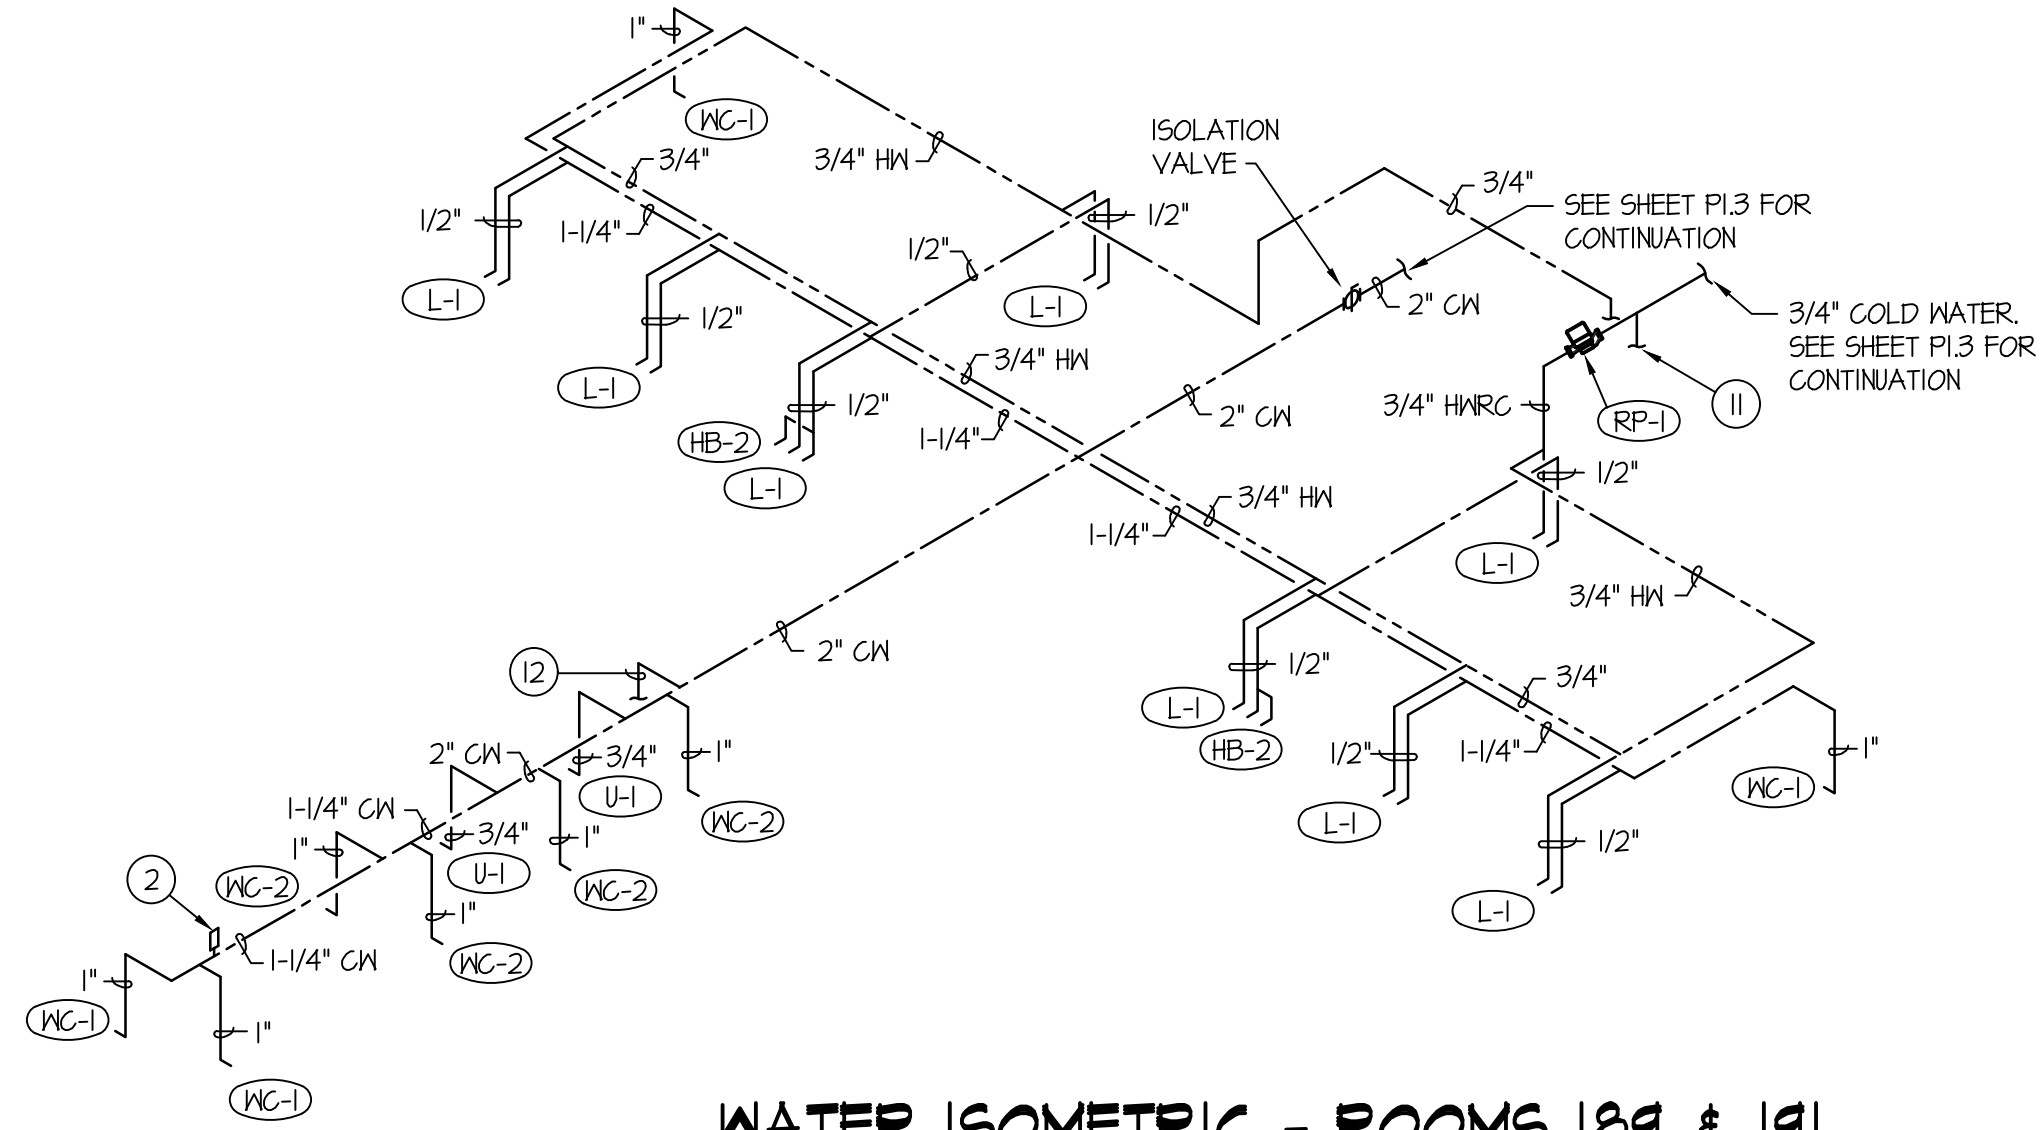 1"
WC-1
ISOLATION
VALVE
3/4" HW
3/4"
3/4"
SEE SHEET P1.3 FOR
CONTINUATION
1/2"
1-1/4"
1/2"
1/2"
L-1
L-1
2" CW
3/4" COLD WATER.
SEE SHEET P1.3 FOR
CONTINUATION
1/2"
L-1
3/4" HW
1/2"
2" CW
3/4" HWRC
RP-1
11
HB-2
1-1/4"
L-1
1/2"
3/4" HW
1-1/4"
L-1
3/4" HW
2" CW
12
1/2"
3/4"
L-1
HB-2
1/2"
1-1/4"
1"
2" CW
3/4"
1"
U-1
WC-1
1-1/4" CW
WC-2
L-1
3/4"
1"
1/2"
1"
U-1
2
WC-2
WC-2
1"
L-1
WC-2
1-1/4" CW
1"
WC-1
1"
WC-1
WATER ISOMETRIC - ROOMS 189 & 191